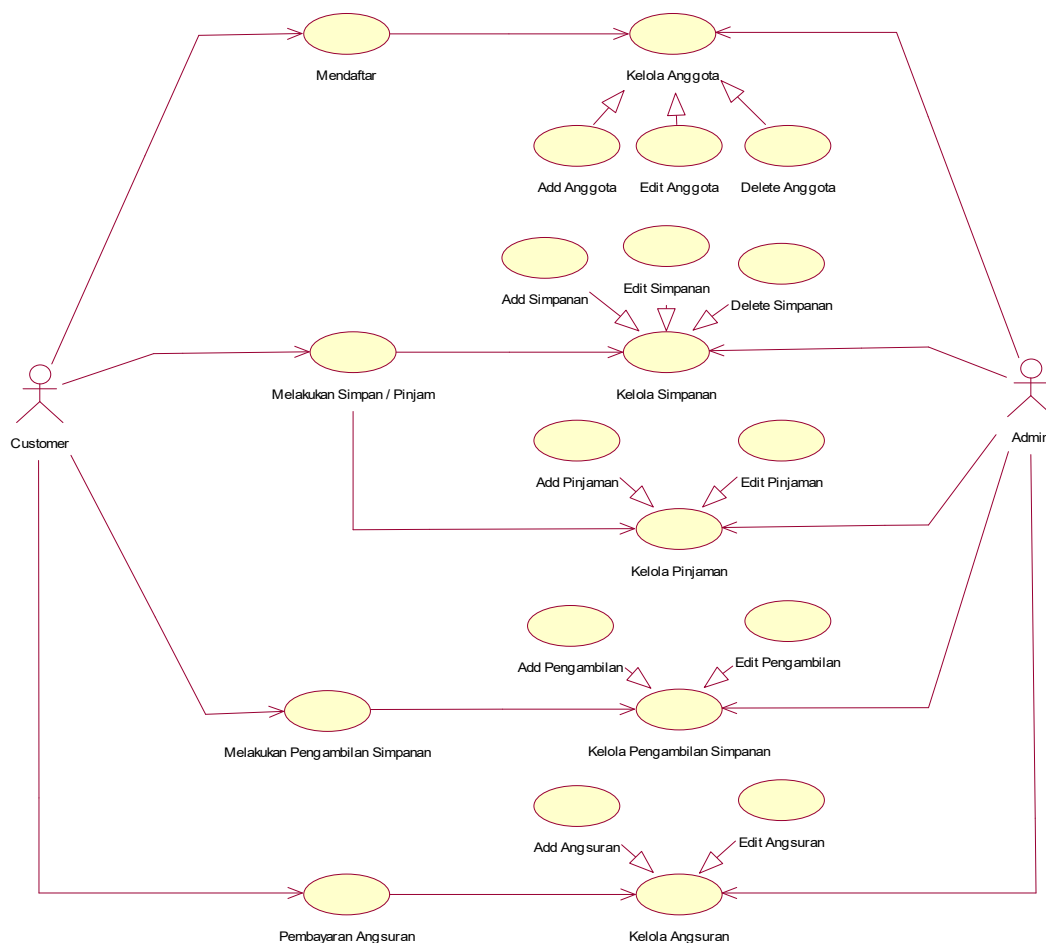 Mendaftar
Kelola Anggota
Add Anggota
Edit Anggota
Delete Anggota
Add Simpanan
Edit Simpanan
Delete Simpanan
Melakukan Simpan / Pinjam
Kelola Simpanan
Customer
Admin
Add Pinjaman
Edit Pinjaman
Kelola Pinjaman
Add Pengambilan
Edit Pengambilan
Melakukan Pengambilan Simpanan
Kelola Pengambilan Simpanan
Add Angsuran
Edit Angsuran
Pembayaran Angsuran
Kelola Angsuran